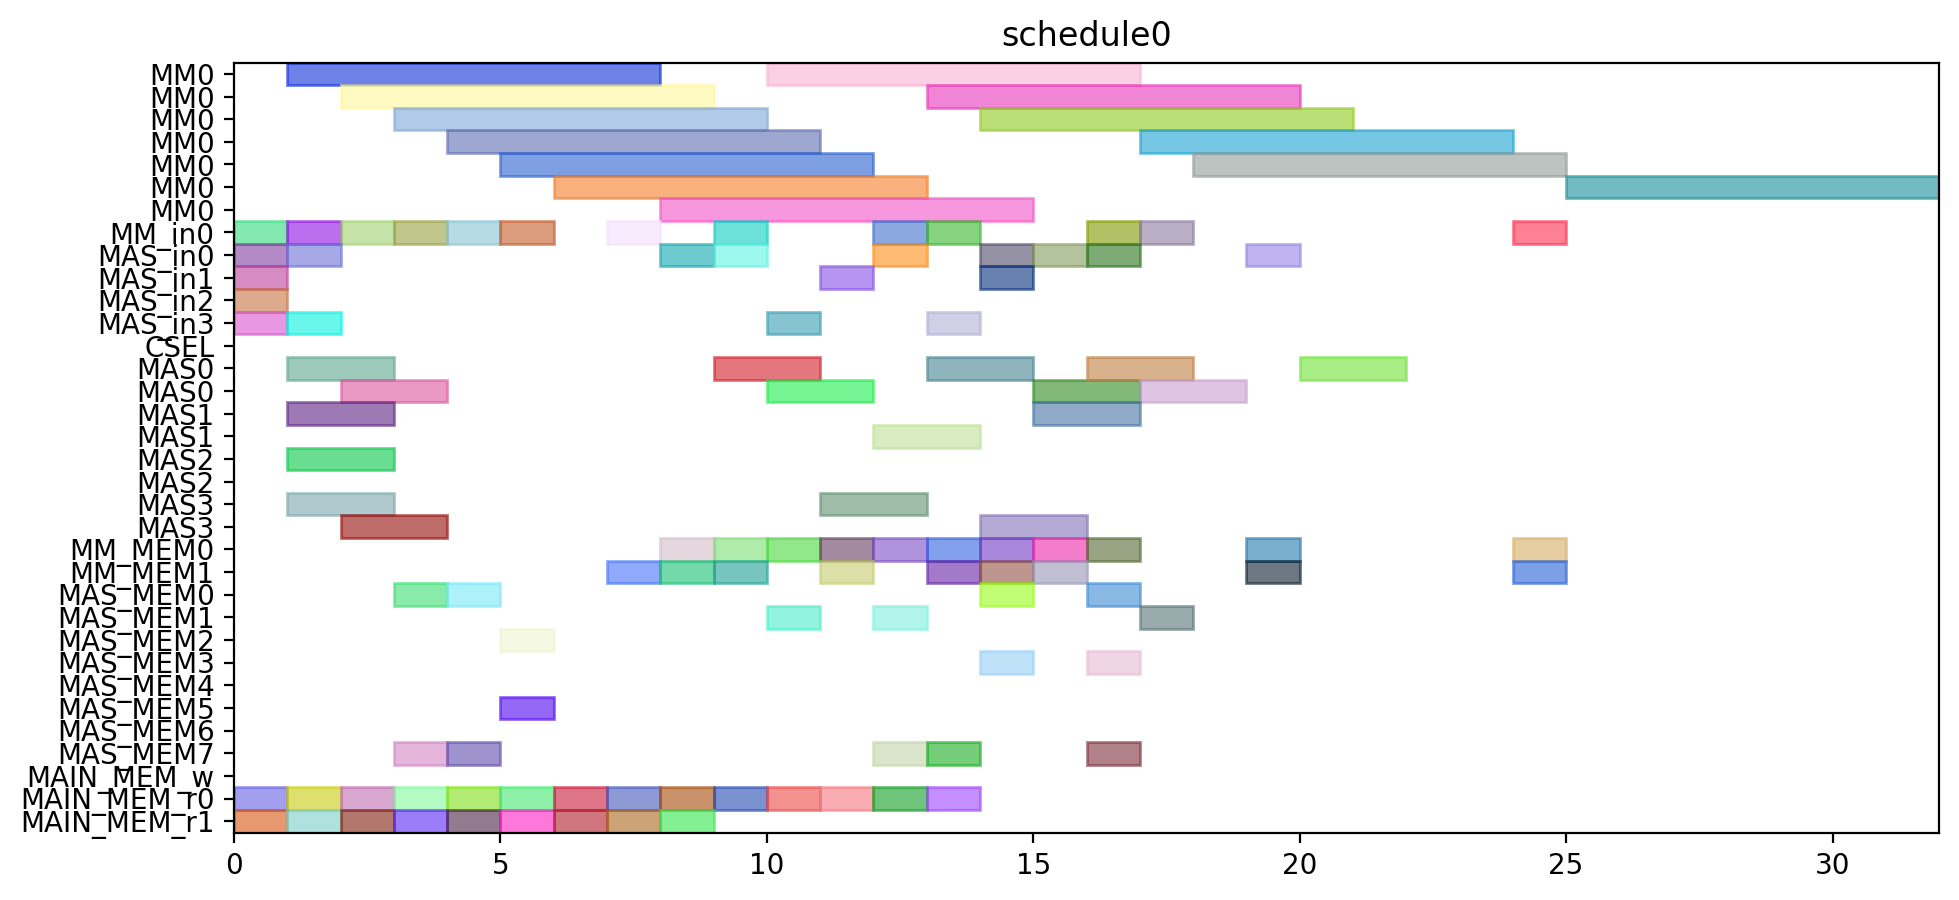 schedule0
MM0
MM0
MM0
MM0
MM0
MM0
MM0
MM_in0
MAS_in0
MAS_in1
MAS_in2
MAS_in3
CSEL
MAS0
MAS0
MAS1
MAS1
MAS2
MAS2
MAS3
MAS3
MM_MEM0
MM_MEM1
MAS_MEM0
MAS_MEM1
MAS_MEM2
MAS_MEM3
MAS_MEM4
MAS_MEM5
MAS_MEM6
MAS_MEM7
MAIN_MEM_w
MAIN_MEM_r0
MAIN_MEM_r1
0 5 10 15 20 25 30